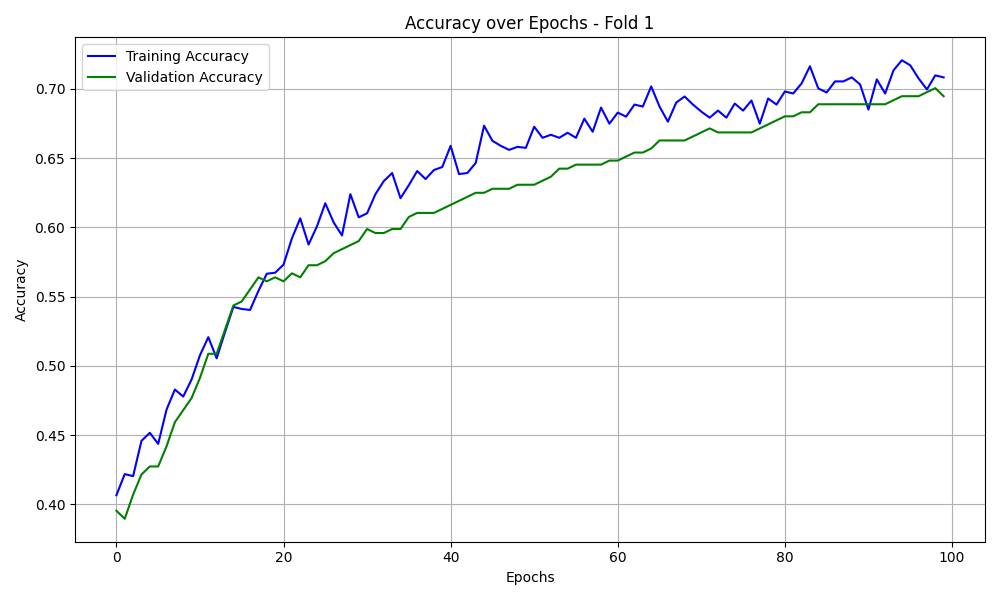 Accuracy over Epochs - Fold 1
Training Accuracy
Validation Accuracy
Accuracy
0.70
0.65
0.60
0.55
0.50
0.45
0.40
0 20 40 60 80 100
Epochs